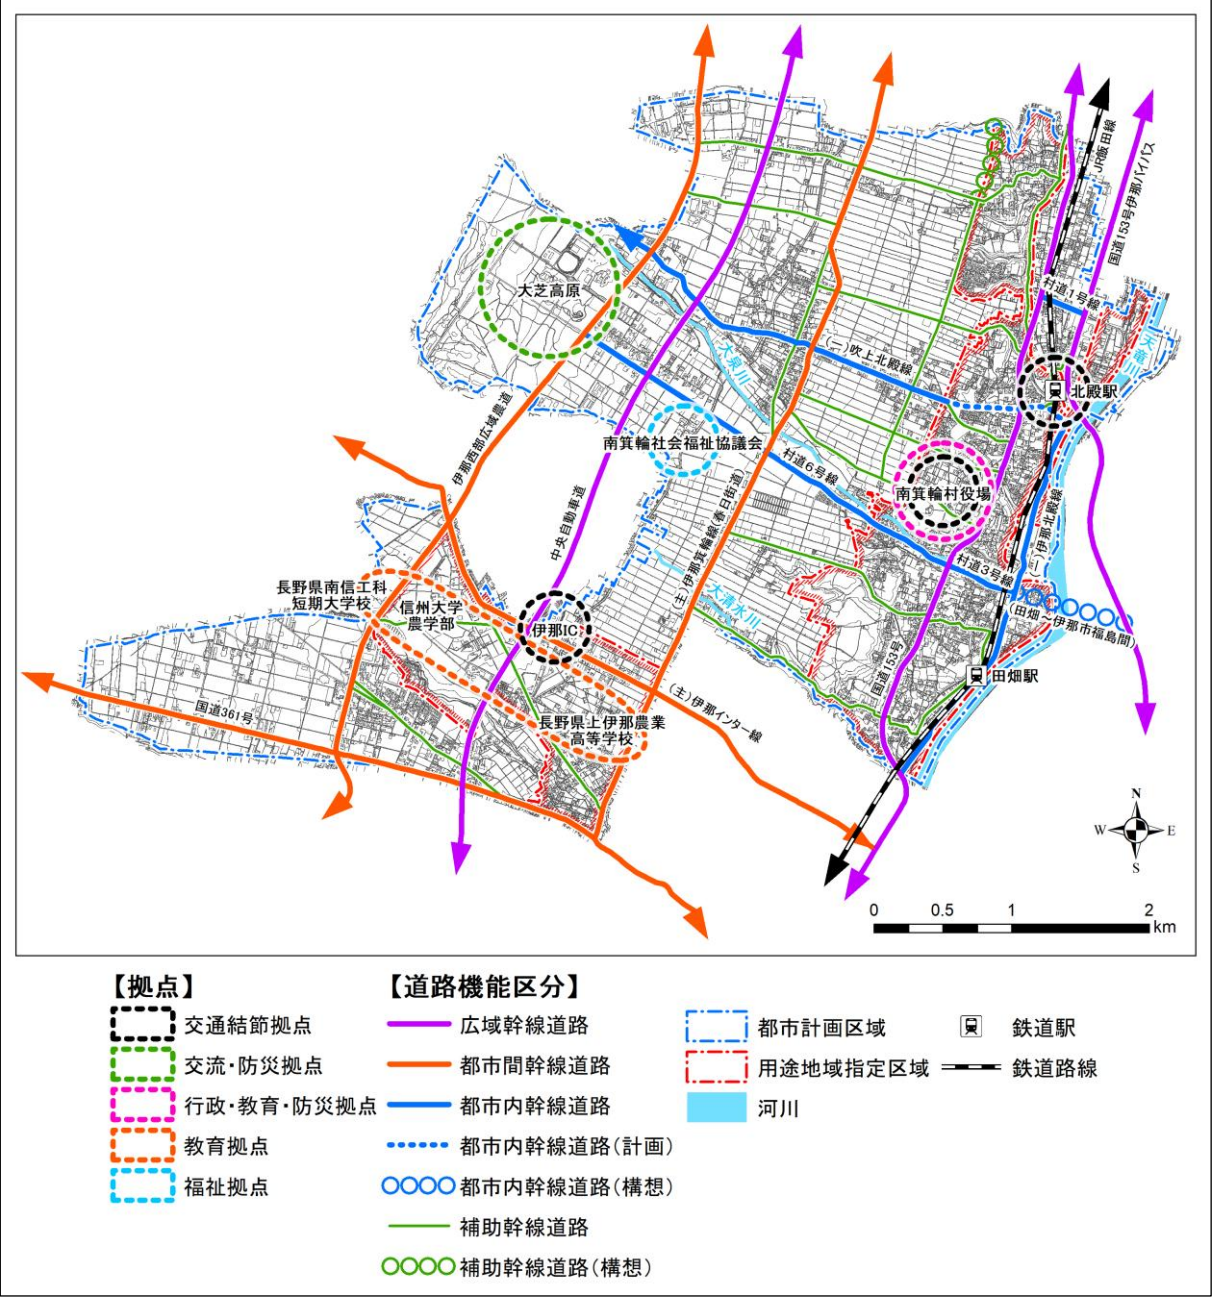 JR飯田線
国道153号伊那バイパス
大芝高原
村道1号線
天竜川
大泉川
(一)吹上北殿線
北殿駅
伊那西部広域農道
南箕輪社会福祉協議会
村道6号線
南箕輪村役場
中央自動車道
(主)伊那箕輪線(春日街道)
(一)伊那北殿線
村道3号線
長野県南信工科
短期大学校
信州大学
農学部
伊那IC
大清水川
(田畑~伊那市福島間)
国道153号
田畑駅
国道361号
(主)伊那インター線
長野県上伊那農業
高等学校
N
W
E
S
0 0.5 1 2
km
【拠点】
交通結節拠点
交流・防災拠点
行政・教育・防災拠点
教育拠点
福祉拠点
【道路機能区分】
広域幹線道路
都市間幹線道路
都市内幹線道路
都市内幹線道路(計画)
都市内幹線道路(構想)
補助幹線道路
補助幹線道路(構想)
都市計画区域
用途地域指定区域
河川
鉄道駅
鉄道路線